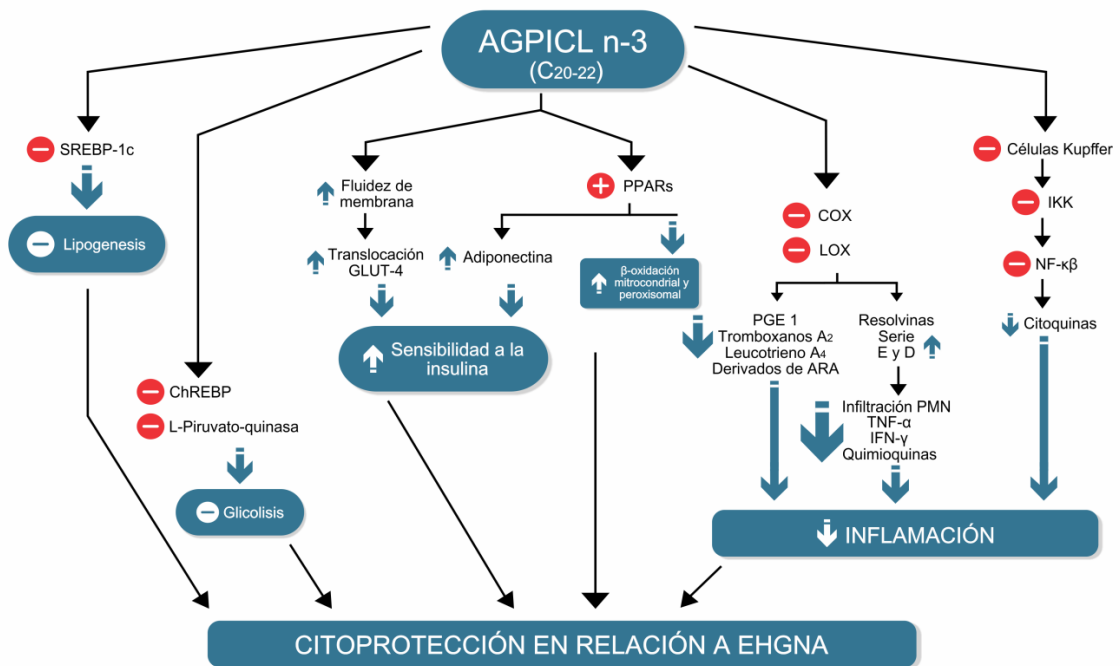 AGPICL n-3
(C20-22)
SREBP-1c
Lipogenesis
ChREBP
L-Piruvato-quinasa
Glicolisis
Fluidez de
membrana
Translocación
GLUT-4
PPARs
Adiponectina
β-oxidación
mitrocondrial y
peroxisomal
Sensibilidad a la
insulina
COX
LOX
PGE 1
Tromboxanos A2
Leucotrieno A4
Derivados de ARA
Resolvinas
Serie
E y D
Infiltración PMN
TNF-α
IFN-γ
Quimioquinas
Células Kupffer
IKK
NF-κβ
Citoquinas
INFLAMACIÓN
CITOPROTECCIÓN EN RELACIÓN A EHGNA